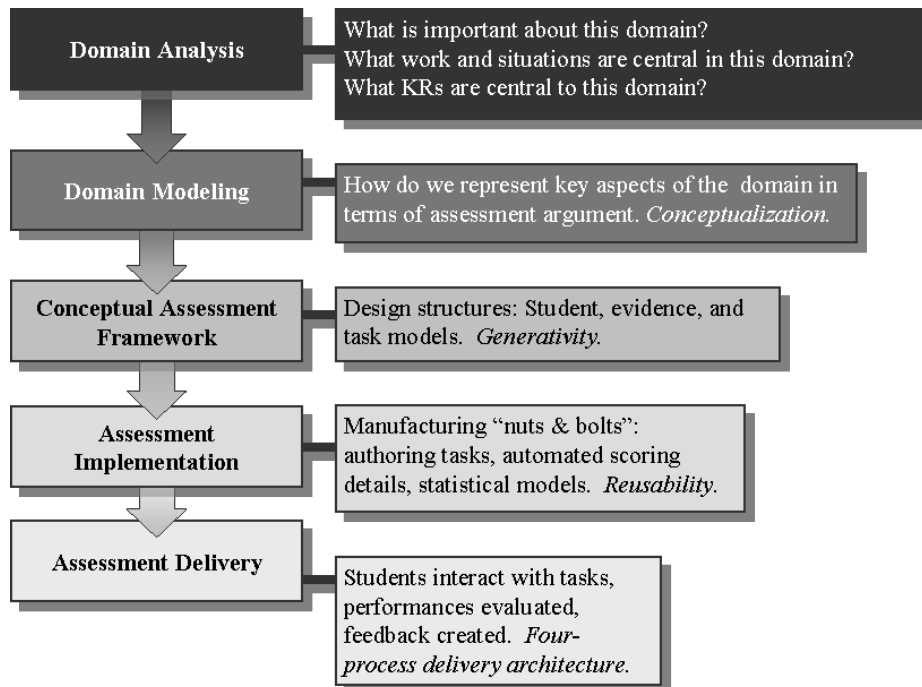 Domain Analysis
What is important about this domain?
What work and situations are central in this domain?
What KRs are central to this domain?
Domain Modeling
How do we represent key aspects of the domain in
terms of assessment argument. Conceptualization.
Conceptual Assessment
Framework
Design structures: Student, evidence, and
task models. Generativity.
Assessment
Implementation
Manufacturing “nuts & bolts”:
authoring tasks, automated scoring
details, statistical models. Reusability.
Assessment Delivery
Students interact with tasks,
performances evaluated,
feedback created. Four-
process delivery architecture.